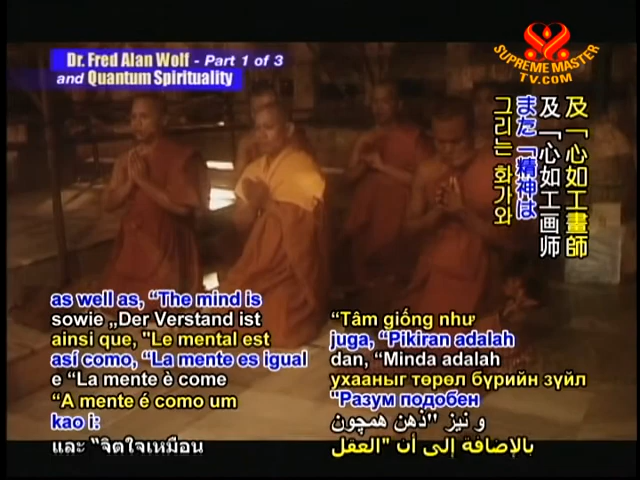 Dr. Fred Alan Wolf - Part 1 of 3
and Quantum Spirituality
SUPREME MASTER
TV.COM
及「心如工畫師
及「心如工画师
また「精神は
그리는 화가와
as well as, “The mind is
sowie „Der Verstand ist
ainsi que, "Le mental est
así como, “La mente es igual
e “La mente è come
“A mente é como um
kao i:
และ “จิตใจเหมือน
“Tâm giống như
juga, “Pikiran adalah
dan, “Minda adalah
ухааныг төрөл бүрийн зүйл
"Разум подобен
و نیز "ذهن همچون
بالإضافة إلى أن "العقل